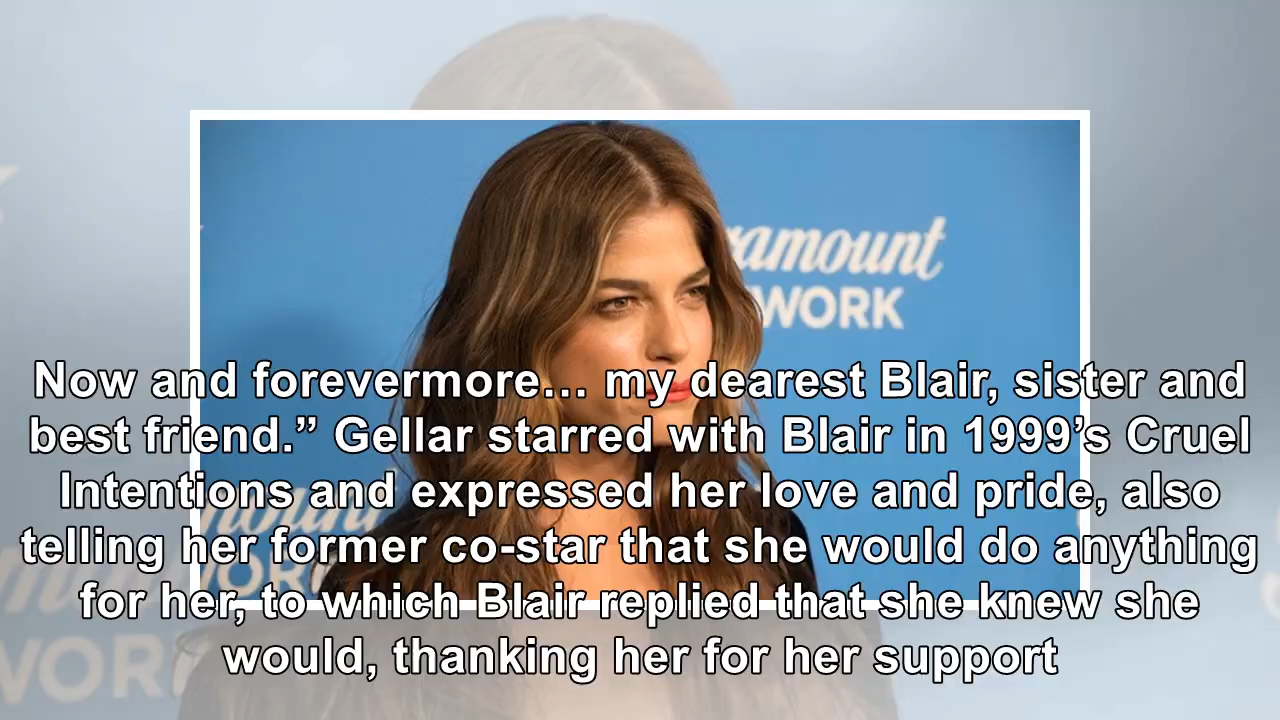 ramount
WORK
Now and forevermore… my dearest Blair, sister and
best friend.” Gellar starred with Blair in 1999’s Cruel
Intentions and expressed her love and pride, also
telling her former co-star that she would do anything
for her, to which Blair replied that she knew she
would, thanking her for her support